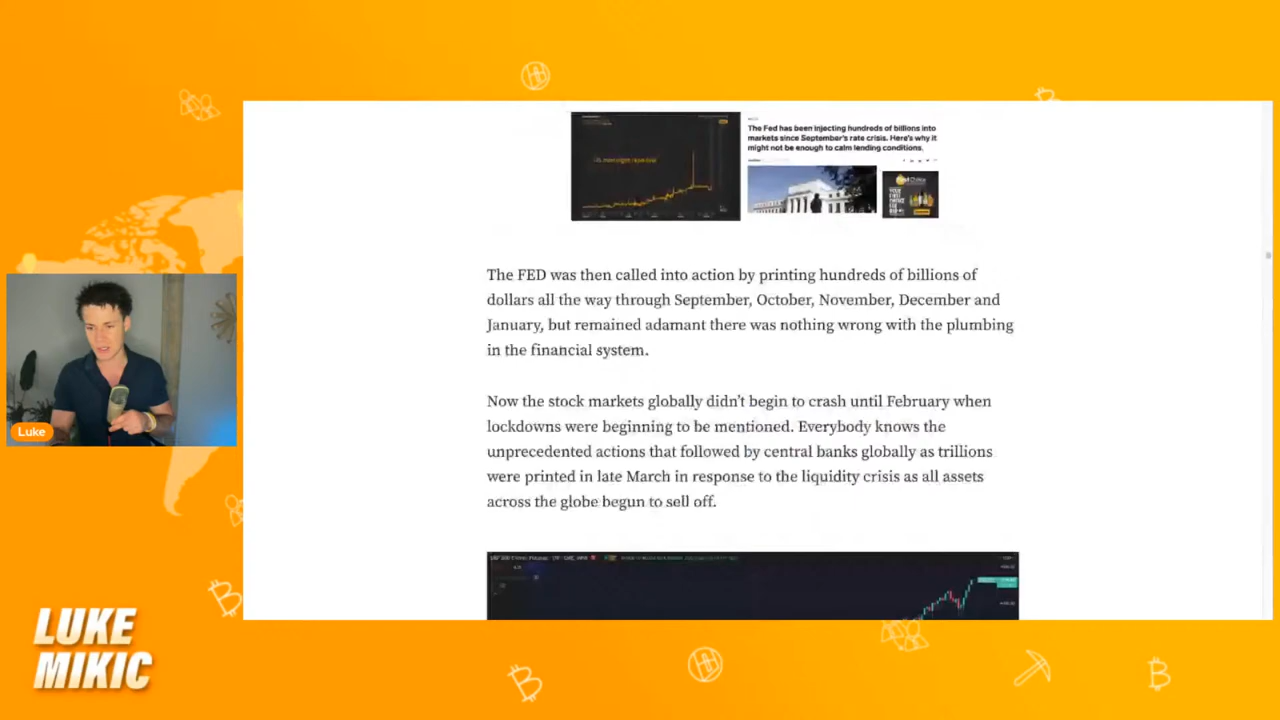 The Fed has been injecting hundreds of billions into
markets since September's rate crisis. Here's why it
might not be enough to calm lending conditions.
The FED was then called into action by printing hundreds of billions of
dollars all the way through September, October, November, December and
January, but remained adamant there was nothing wrong with the plumbing
in the financial system.
Now the stock markets globally didn't begin to crash until February when
lockdowns were beginning to be mentioned. Everybody knows the
unprecedented actions that followed by central banks globally as trillions
were printed in late March in response to the liquidity crisis as all assets
across the globe begun to sell off.
Luke
LUKE
MIKIC